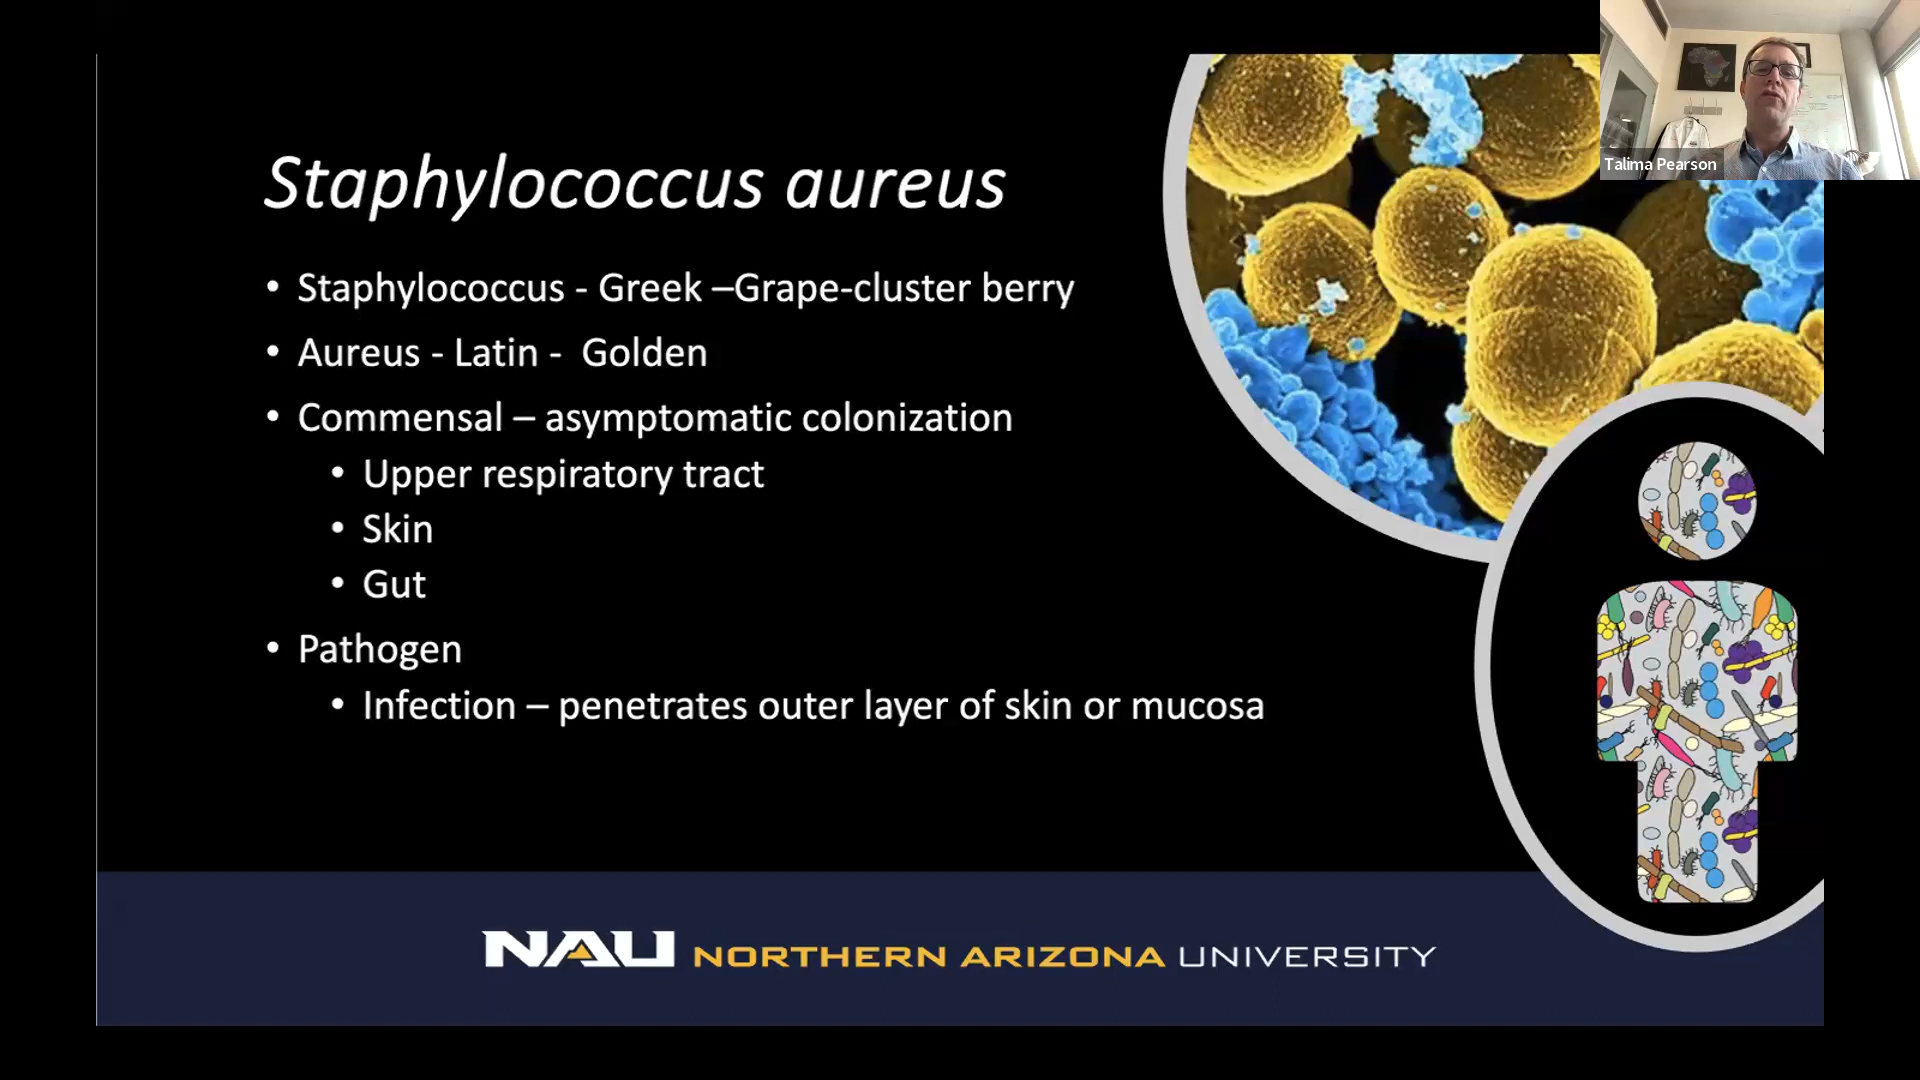 Talima Pearson
Staphylococcus aureus
• Staphylococcus - Greek –Grape-cluster berry
• Aureus - Latin -  Golden
• Commensal – asymptomatic colonization
• Upper respiratory tract
• Skin
• Gut
• Pathogen
• Infection – penetrates outer layer of skin or mucosa
NAU NORTHERN ARIZONA UNIVERSITY